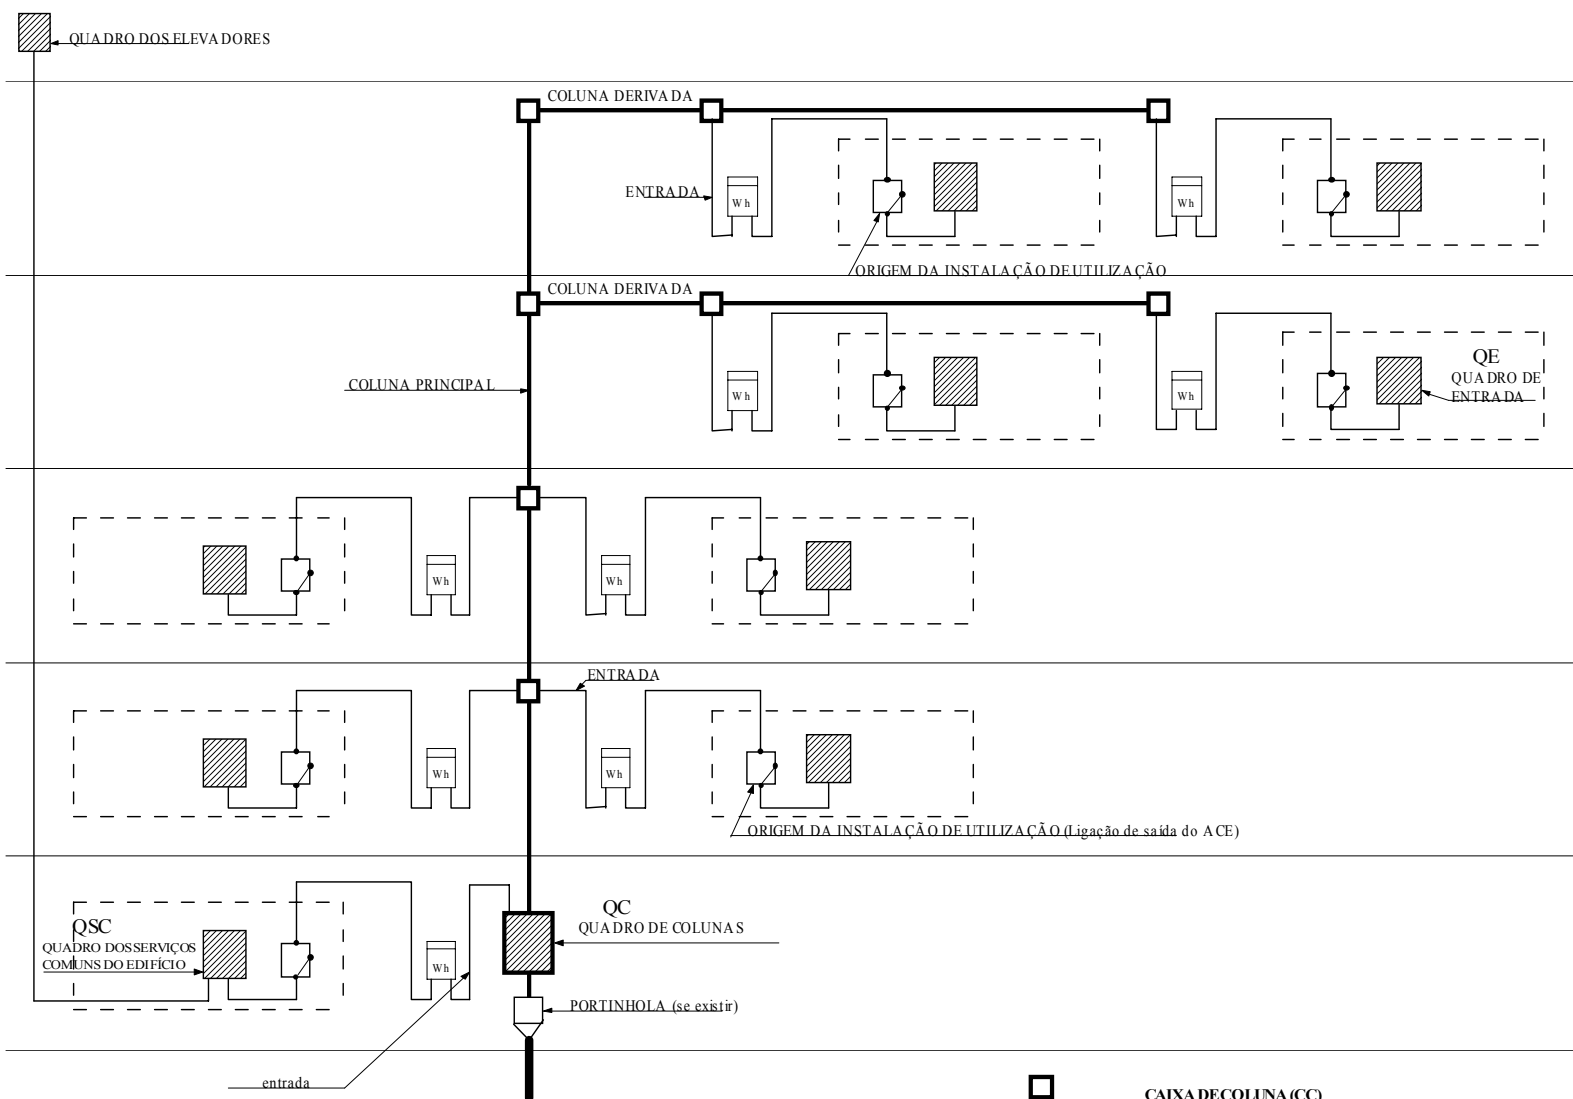 QUADRO DOS ELEVADORES
COLUNA DERIVADA
ENTRADA
Wh
Wh
ORIGEM DA INSTALAÇÃO DE UTILIZAÇÃO
COLUNA DERIVADA
COLUNA PRINCIPAL
Wh
Wh
QE
QUADRO DE
ENTRADA
Wh
Wh
ENTRADA
Wh
Wh
ORIGEM DA INSTALAÇÃO DE UTILIZAÇÃO (Ligação de saída do ACE)
QSC
QUADRO DOS SERVIÇOS
COMUNS DO EDIFÍCIO
Wh
QC
QUADRO DE COLUNAS
PORTINHOLA (se existir)
entrada
CAIXA DE COLUNA (CC)